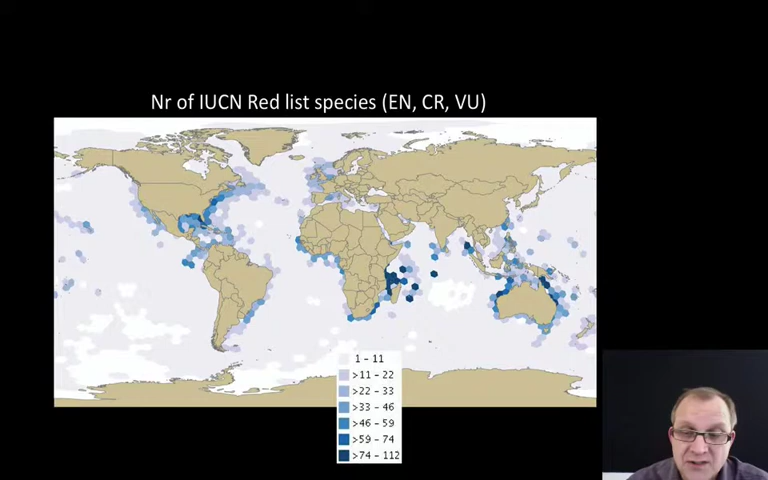 Nr of IUCN Red list species (EN, CR, VU)
1 - 11
>11 - 22
>22 - 33
>33 - 46
>46 - 59
>59 - 74
>74 - 112